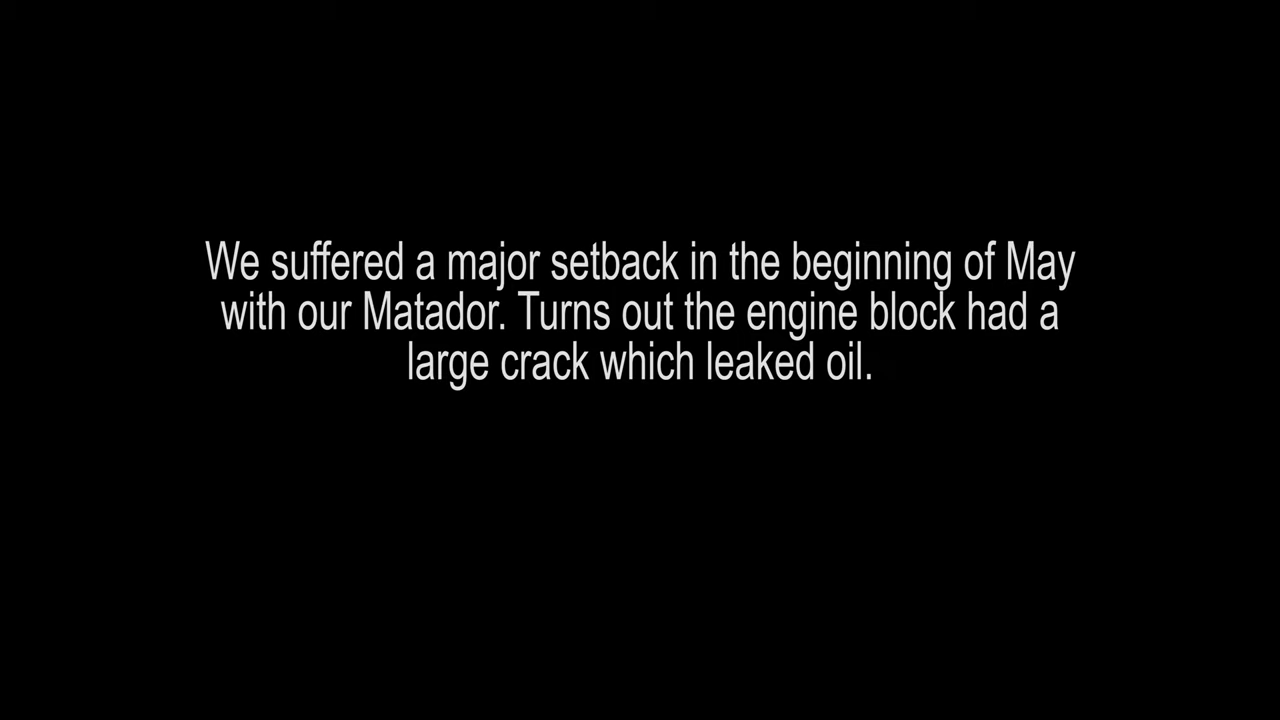 We suffered a major setback in the beginning of May
with our Matador. Turns out the engine block had a
large crack which leaked oil.